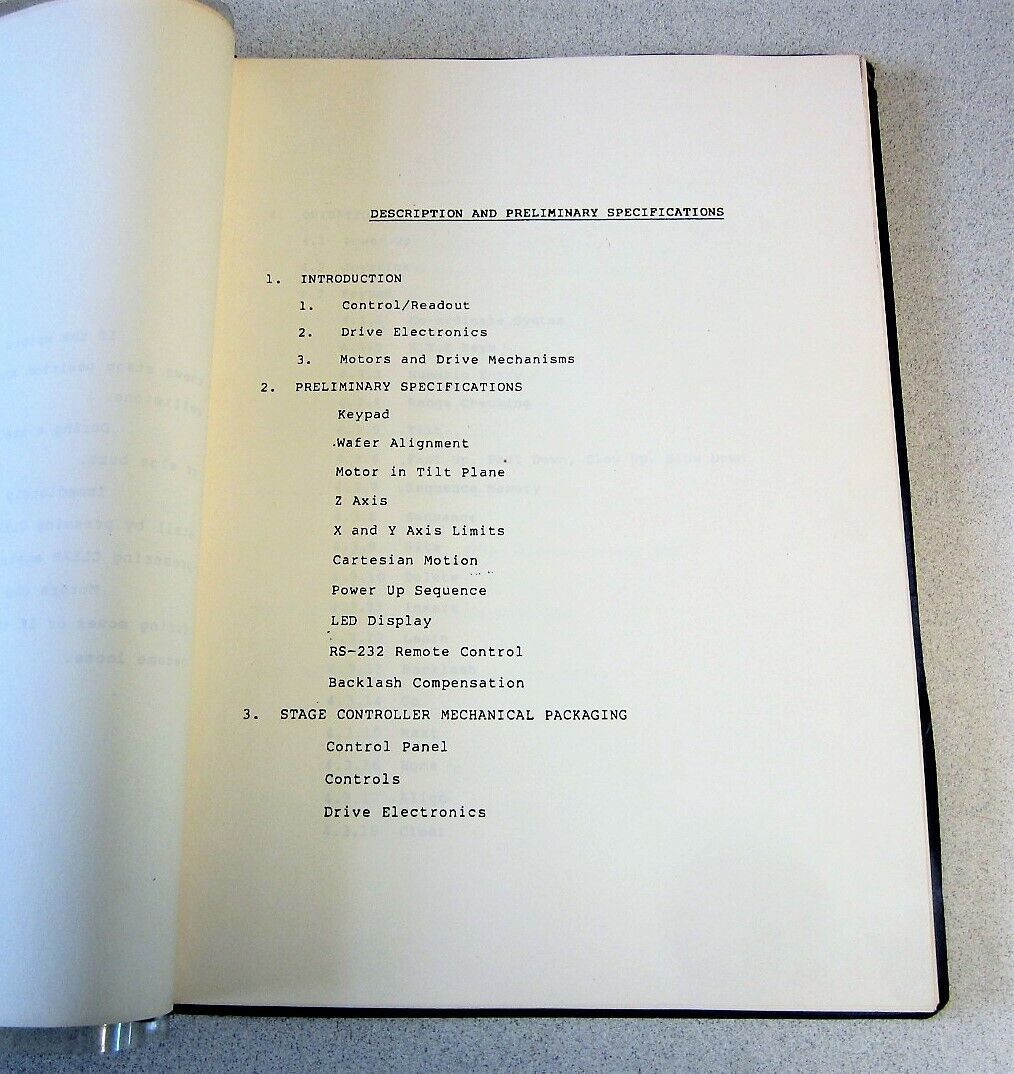 DESCRIPTION AND PRELIMINARY SPECIFICATIONS
1. INTRODUCTION
1. Control/Readout
2. Drive Electronics
3. Motors and Drive Mechanisms
2. PRELIMINARY SPECIFICATIONS
Keypad
Wafer Alignment
Motor in Tilt Plane
Z Axis
X and Y Axis Limits
Cartesian Motion
Power Up Sequence
LED Display
RS-232 Remote Control
Backlash Compensation
3. STAGE CONTROLLER MECHANICAL PACKAGING
Control Panel
Controls
Drive Electronics